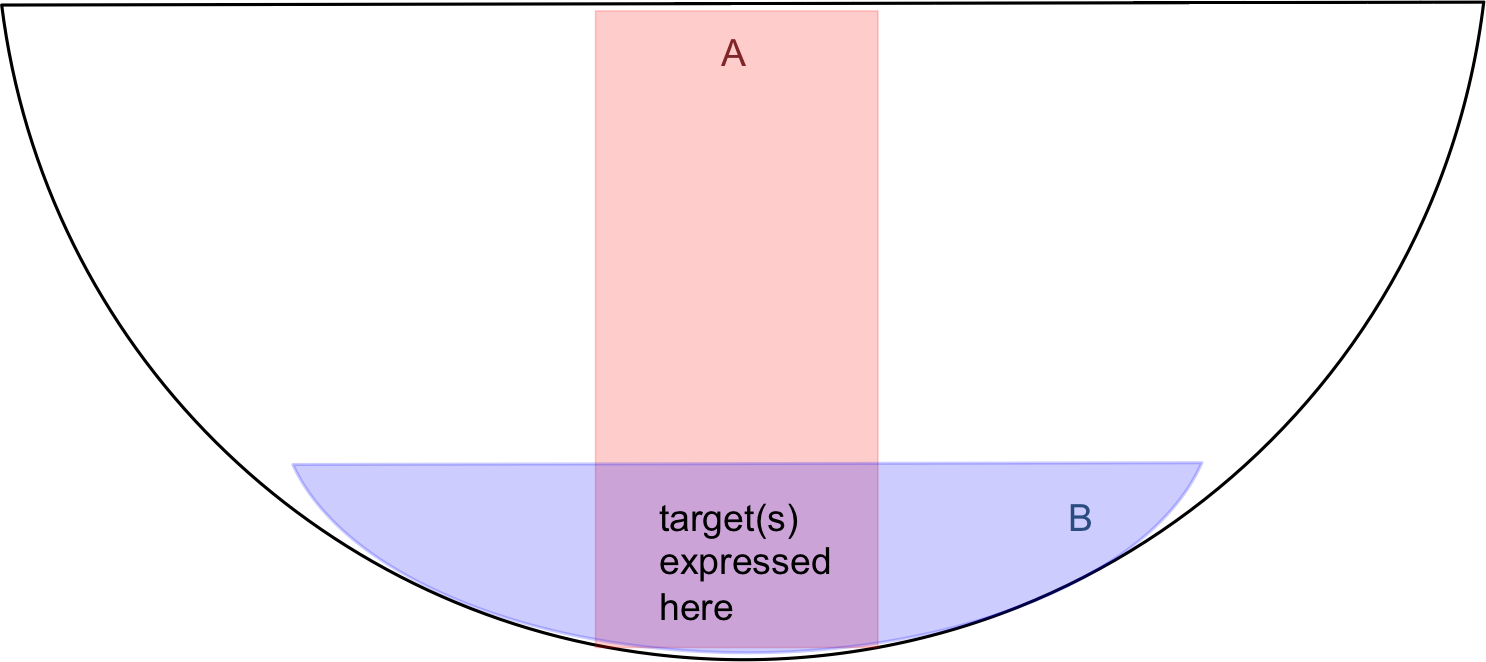 A
target(s)
expressed
here
B